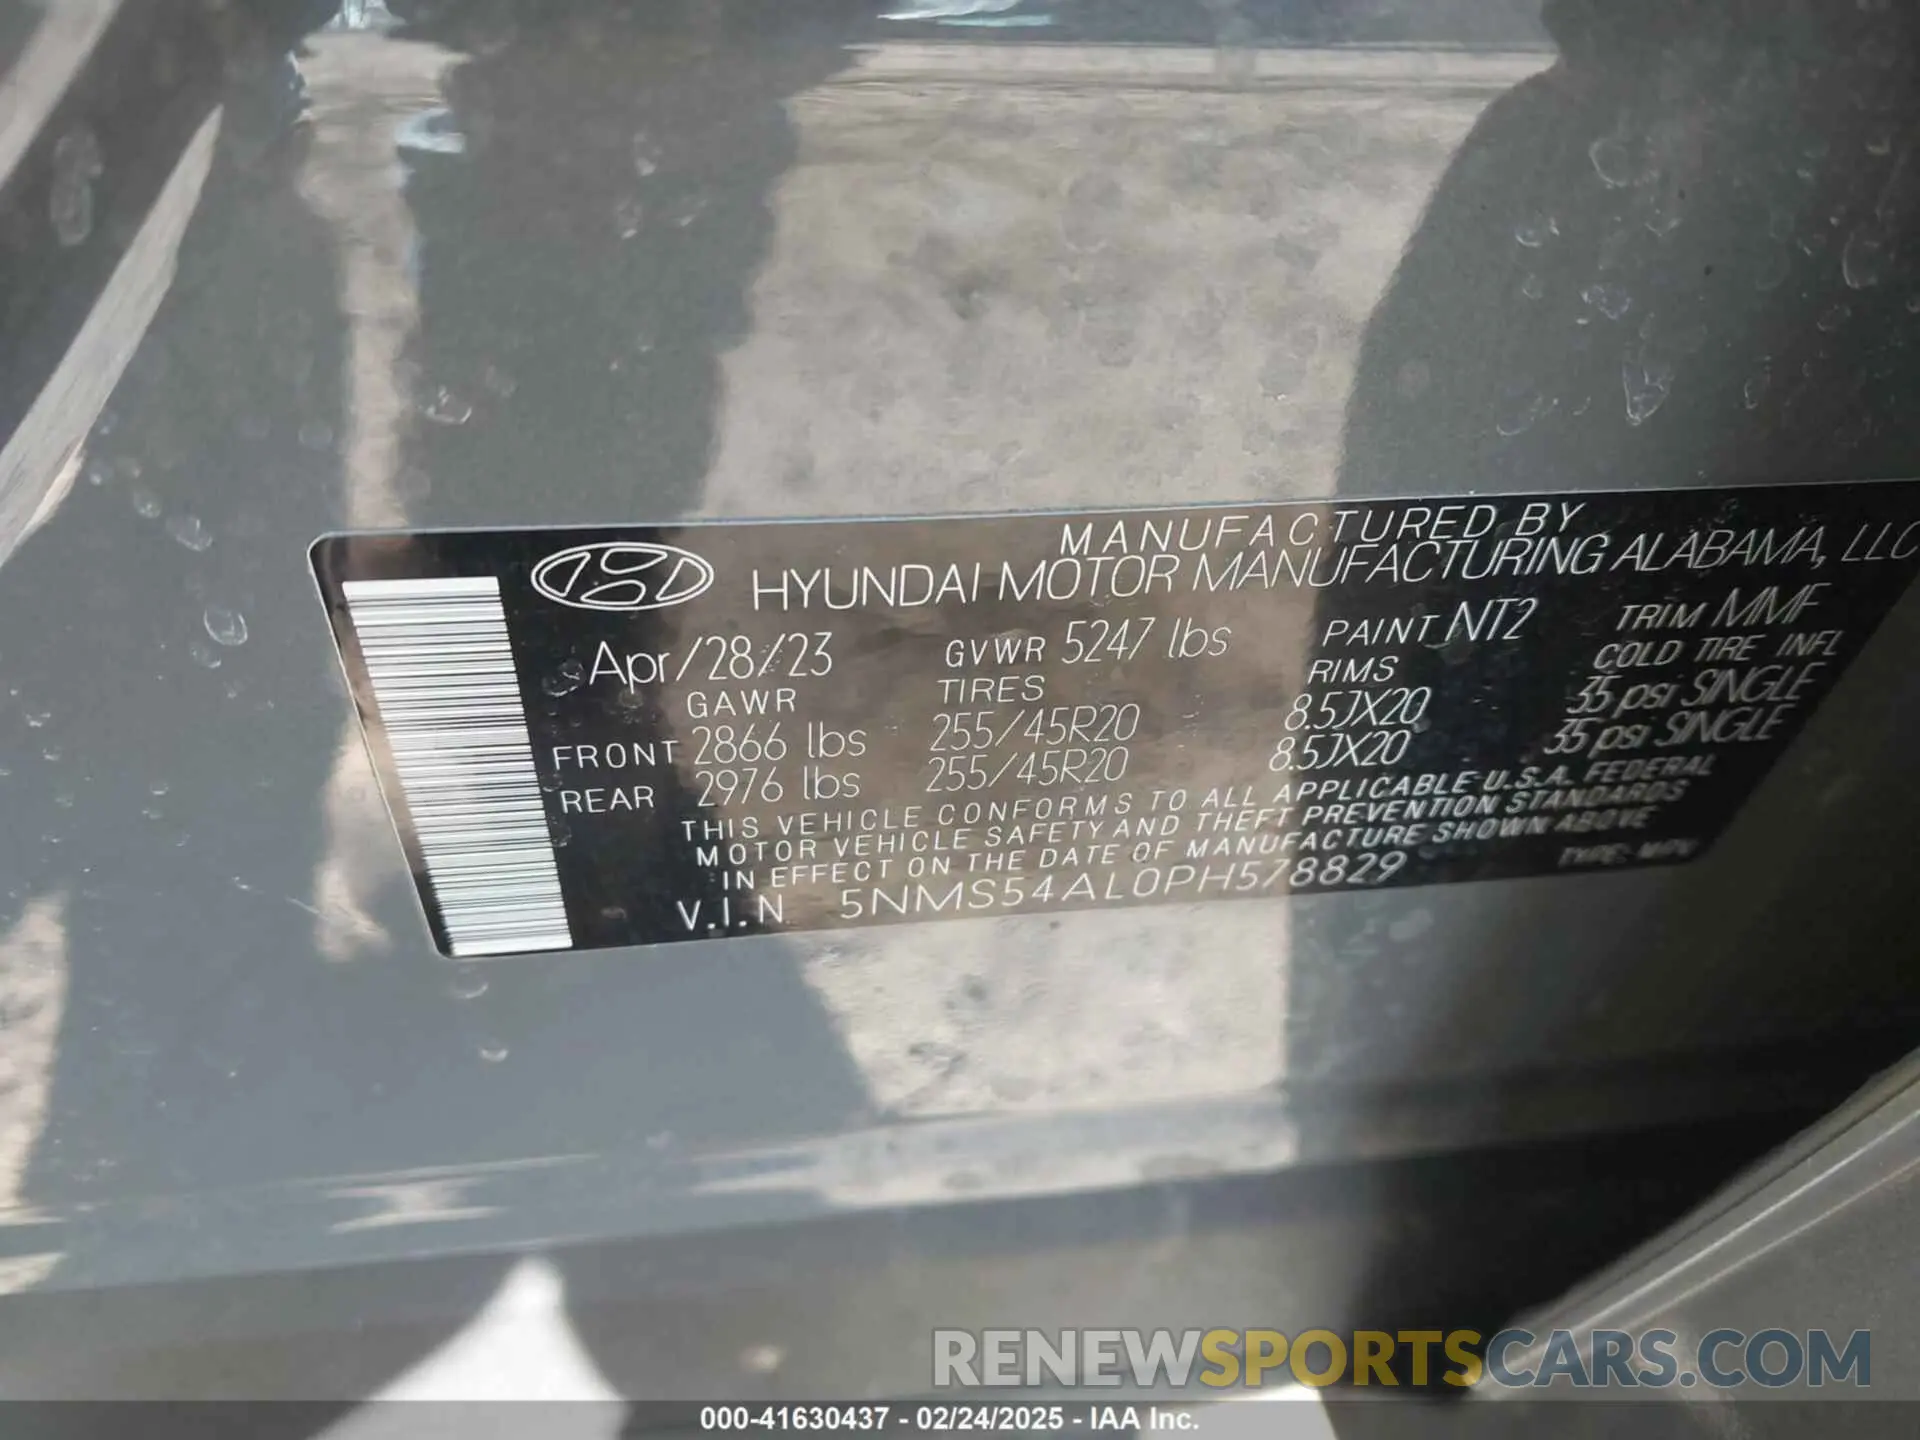 MANUFACTURED BY
HYUNDAI MOTOR MANUFACTURING ALABAMA, LLC
Apr/28/23 GVWR 5247 lbs PAINT NT2 TRIM MMF
GAWR TIRES RIMS COLD TIRE INFL
FRONT 2866 lbs 255/45R20 8.5JX20 35 psi SINGLE
REAR 2976 lbs 255/45R20 8.5JX20 35 psi SINGLE
THIS VEHICLE CONFORMS TO ALL APPLICABLE U.S.A. FEDERAL
MOTOR VEHICLE SAFETY AND THEFT PREVENTION STANDARDS
IN EFFECT ON THE DATE OF MANUFACTURE SHOWN ABOVE
V.I.N 5NMS54AL0PH578829 TYPE: MPV
RENEWSPORTSCARS.COM
000-41630437 - 02/24/2025 - IAA Inc.